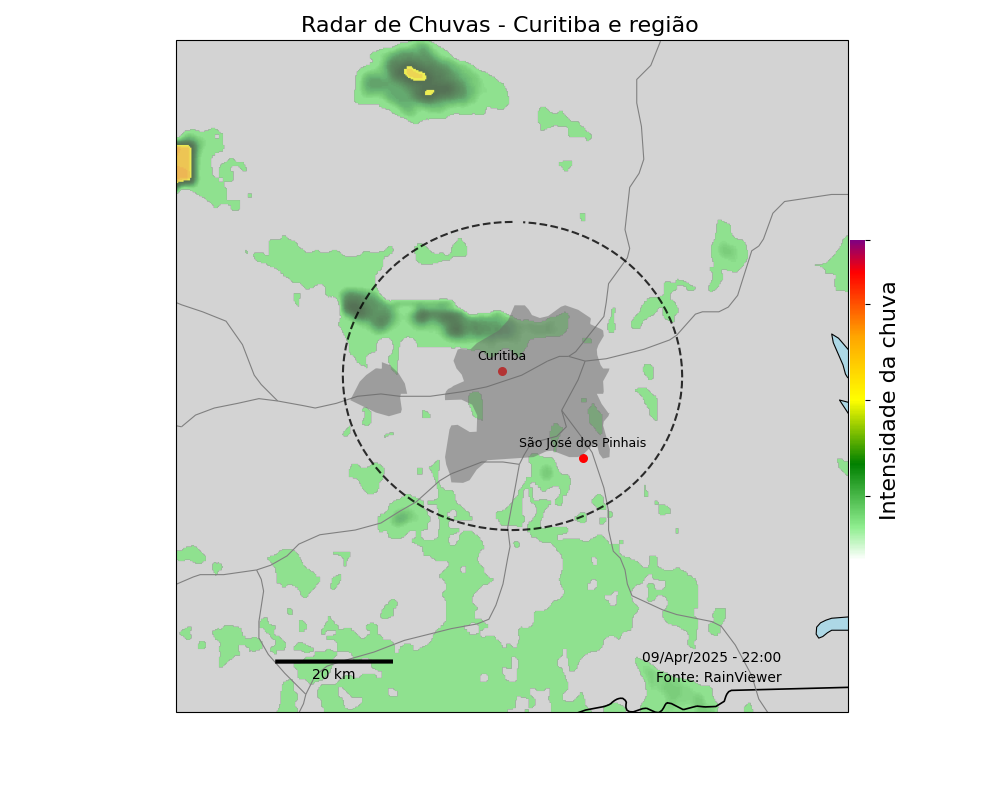 Radar de Chuvas - Curitiba e região
Curitiba
São José dos Pinhais
Intensidade da chuva
09/Apr/2025 - 22:00
20 km
Fonte: RainViewer